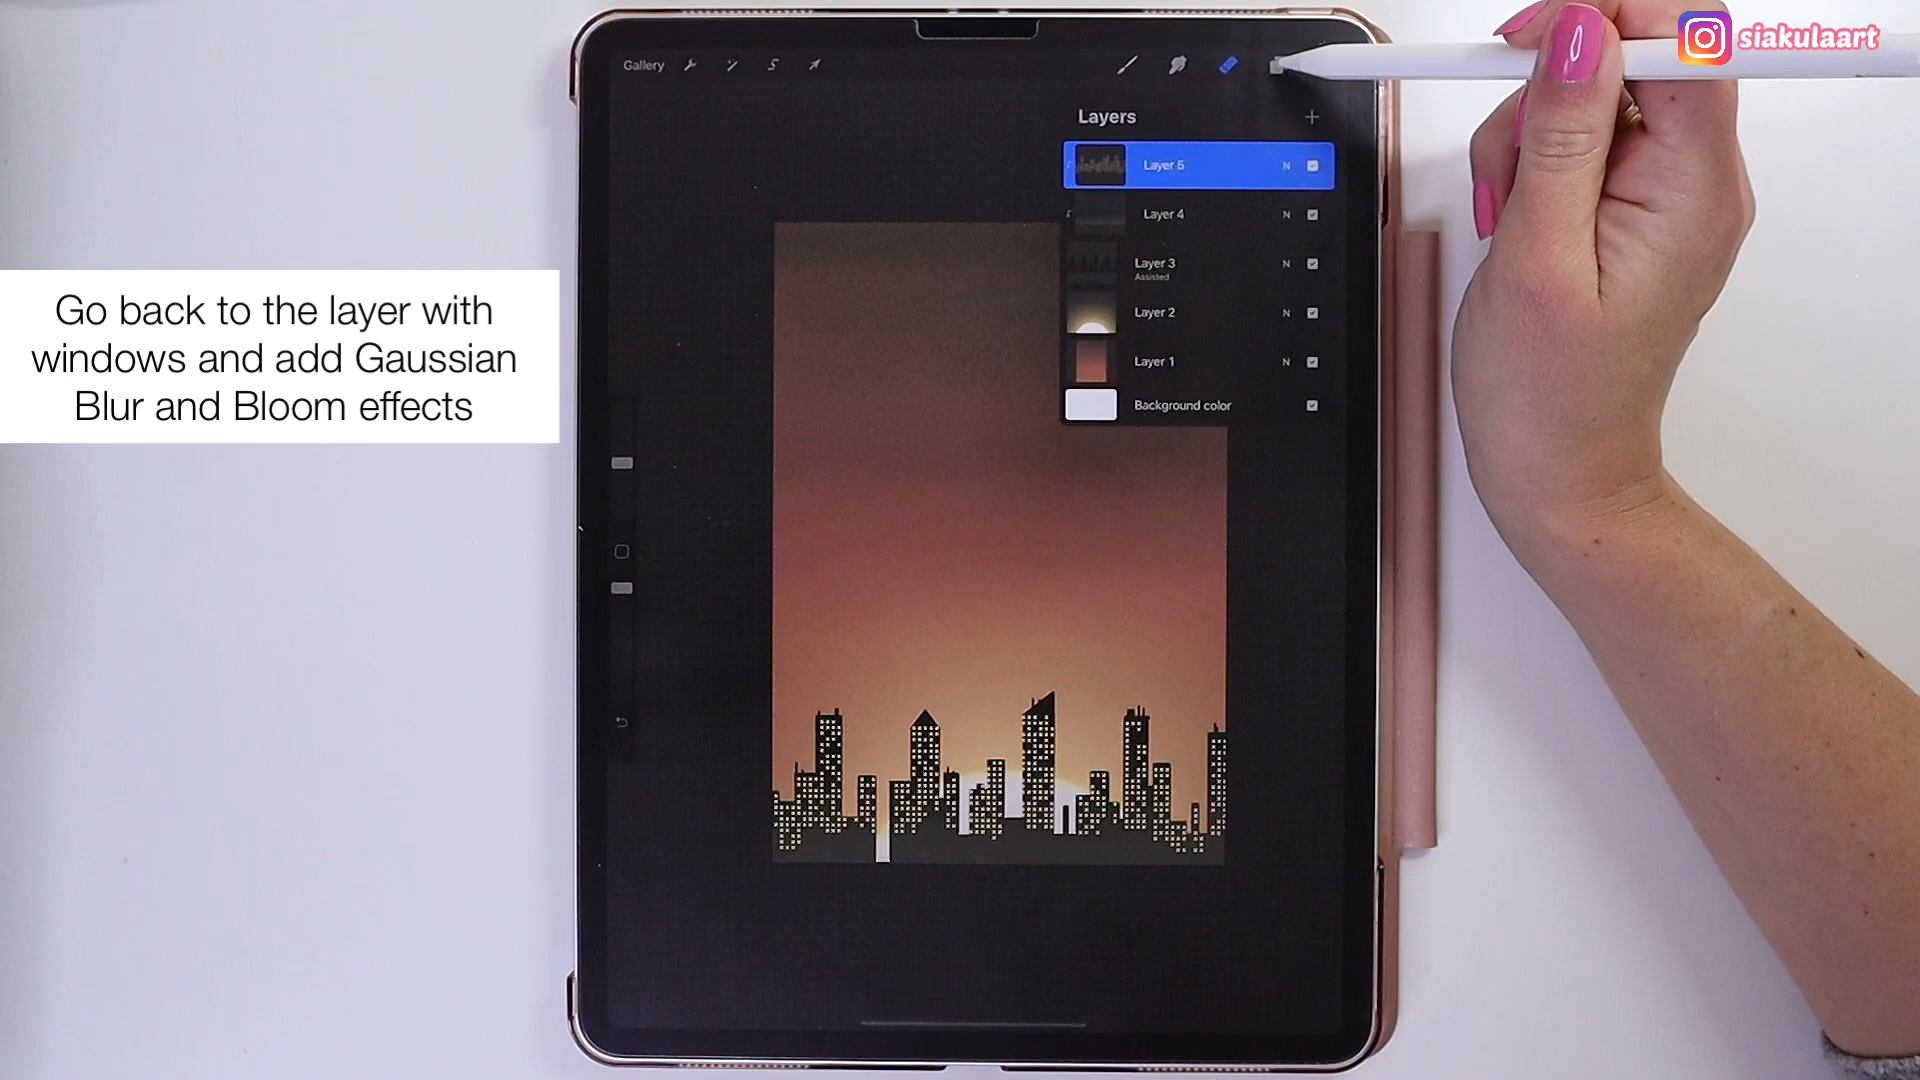 siakulaart
Gallery
S
Layers
Layer 5 N
Layer 4 N
Layer 3 N
Assisted
Layer 2 N
Layer 1 N
Background color
Go back to the layer with
windows and add Gaussian
Blur and Bloom effects